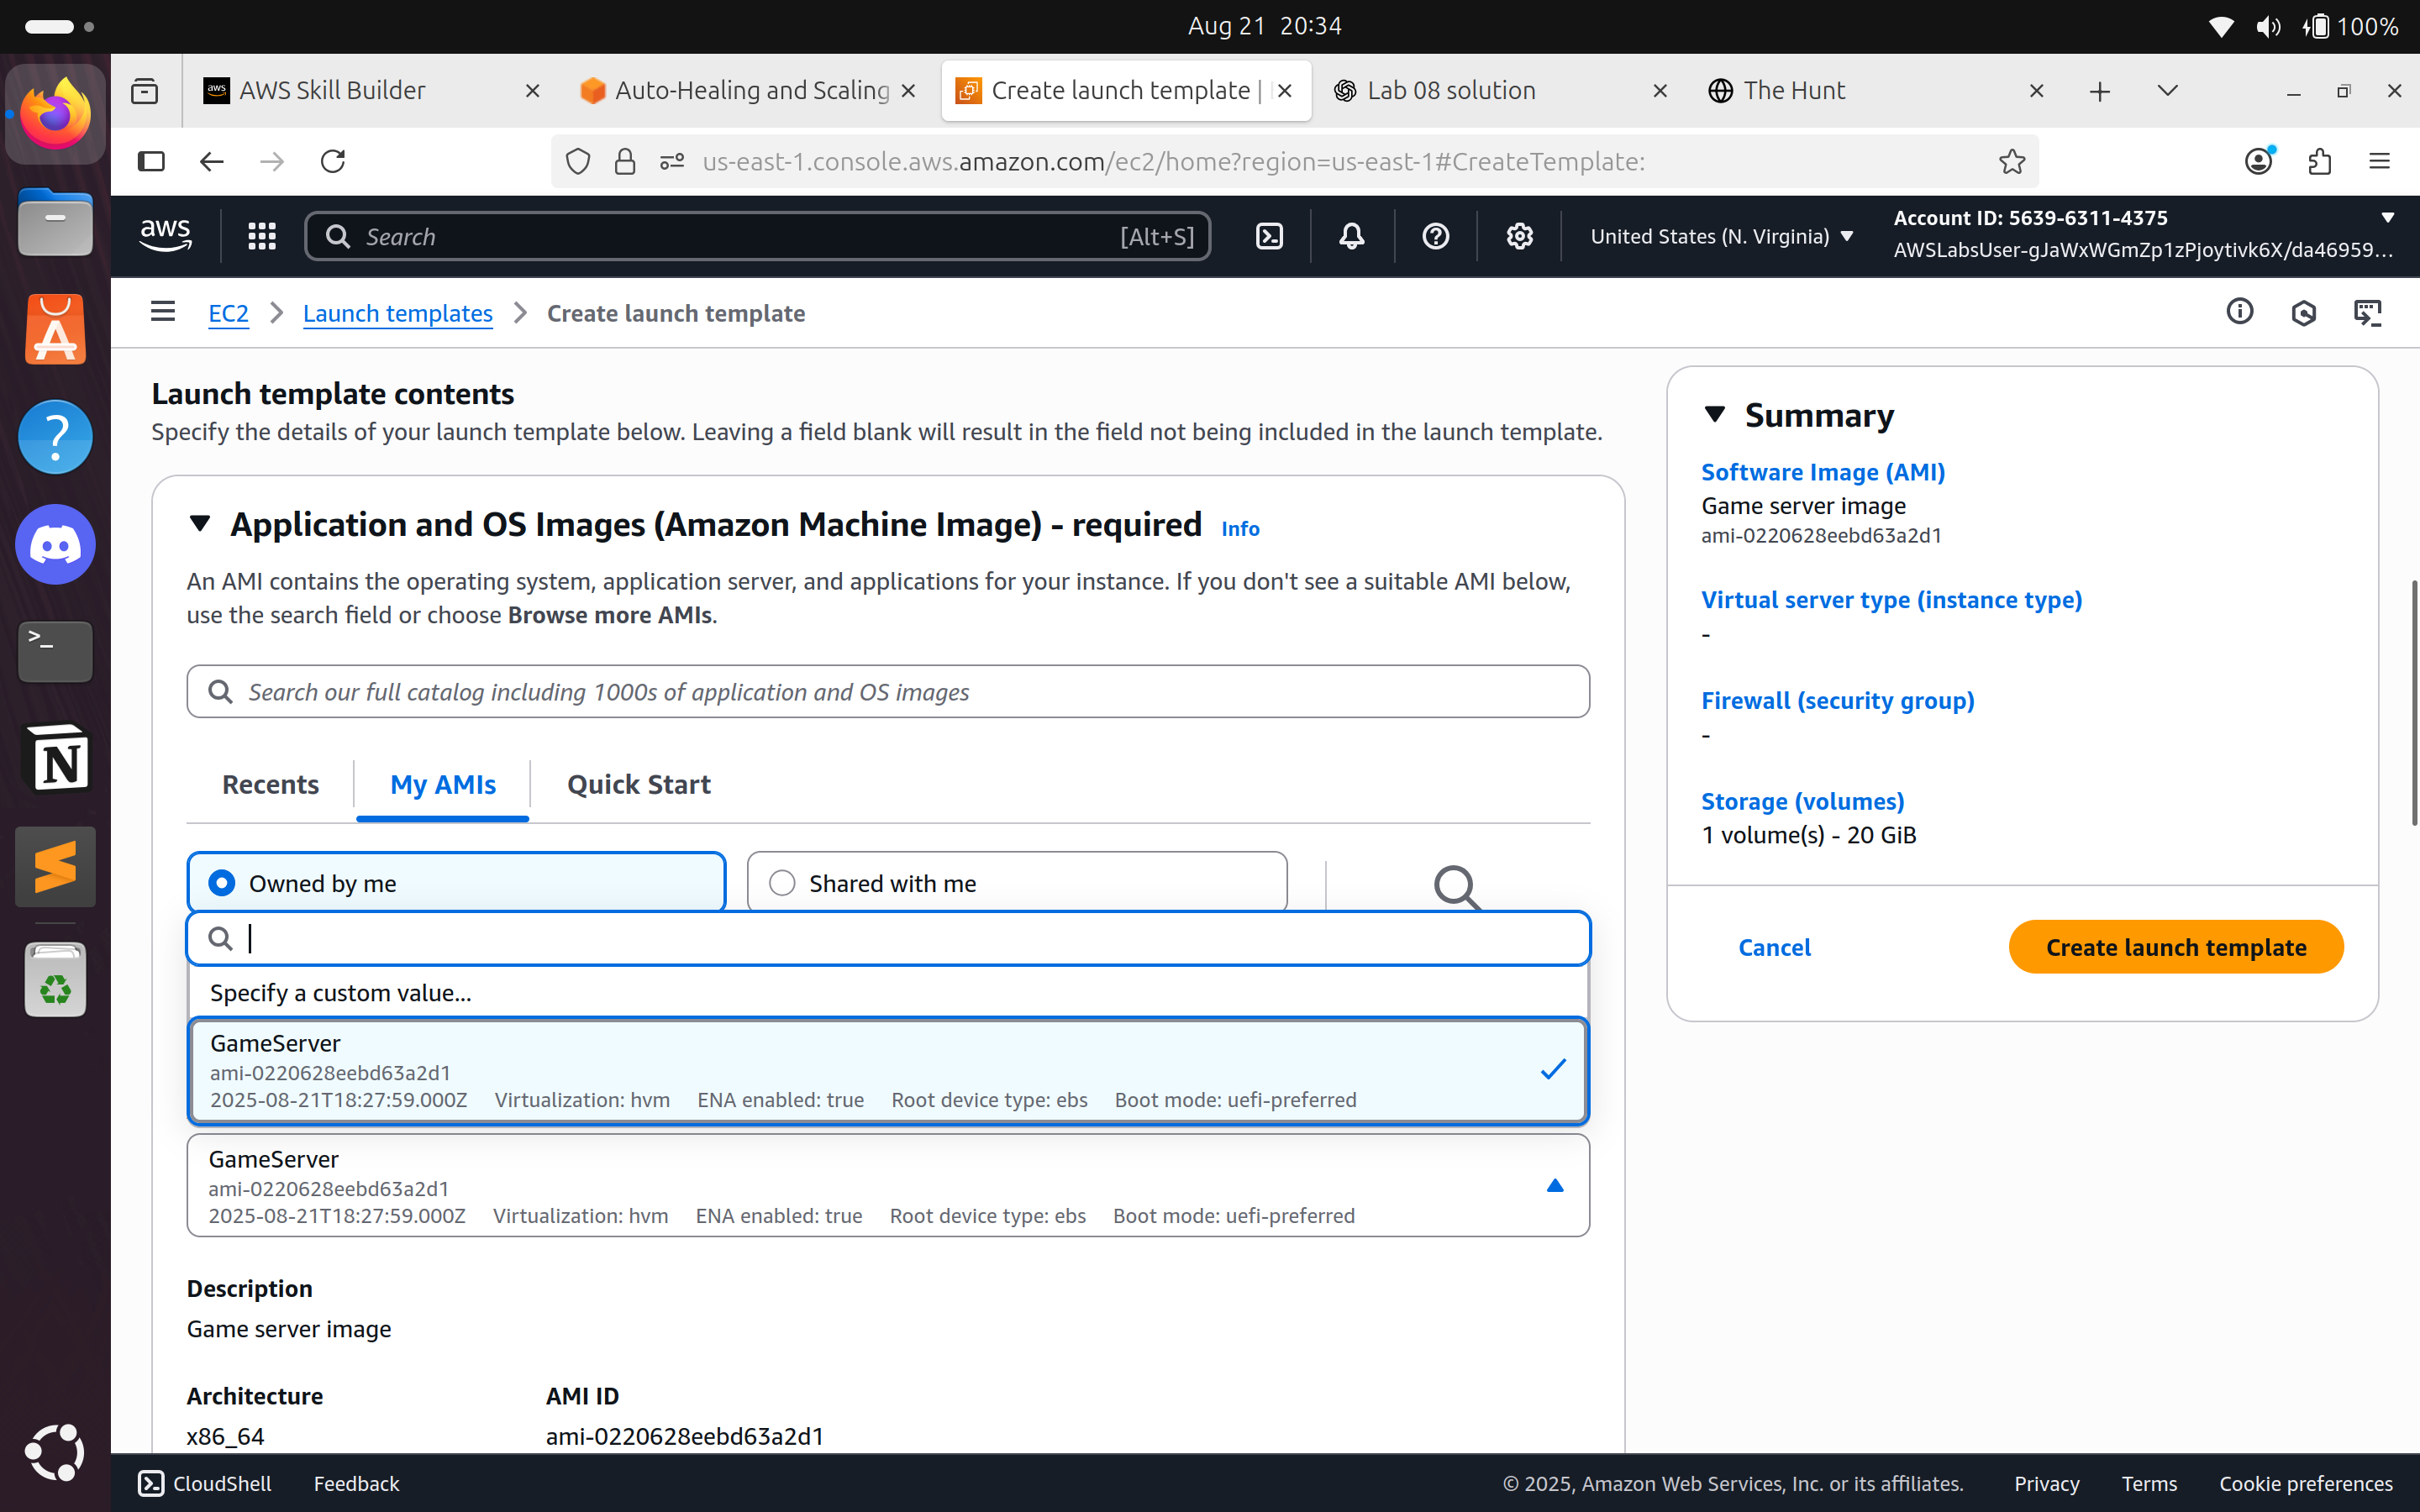 Aug 21 20:34
100%
AWS Skill Builder
Auto-Healing and Scaling
Create launch template |
Lab 08 solution
The Hunt
us-east-1.console.aws.amazon.com/ec2/home?region=us-east-1#CreateTemplate:
aws
Search
[Alt+S]
United States (N. Virginia)
Account ID: 5639-6311-4375
AWSLabsUser-gJaWxWGmZp1zPjoytivk6X/da46959...
EC2
Launch templates
Create launch template
Launch template contents
Specify the details of your launch template below. Leaving a field blank will result in the field not being included in the launch template.
Application and OS Images (Amazon Machine Image) - required Info
An AMI contains the operating system, application server, and applications for your instance. If you don't see a suitable AMI below,
use the search field or choose Browse more AMIs.
Search our full catalog including 1000s of application and OS images
Recents
My AMIs
Quick Start
Owned by me
Shared with me
Specify a custom value...
GameServer
ami-0220628eebd63a2d1
2025-08-21T18:27:59.000Z Virtualization: hvm ENA enabled: true Root device type: ebs Boot mode: uefi-preferred
GameServer
ami-0220628eebd63a2d1
2025-08-21T18:27:59.000Z Virtualization: hvm ENA enabled: true Root device type: ebs Boot mode: uefi-preferred
Description
Game server image
Architecture
AMI ID
x86_64
ami-0220628eebd63a2d1
Summary
Software Image (AMI)
Game server image
ami-0220628eebd63a2d1
Virtual server type (instance type)
-
Firewall (security group)
-
Storage (volumes)
1 volume(s) - 20 GiB
Cancel
Create launch template
CloudShell
Feedback
© 2025, Amazon Web Services, Inc. or its affiliates.
Privacy
Terms
Cookie preferences